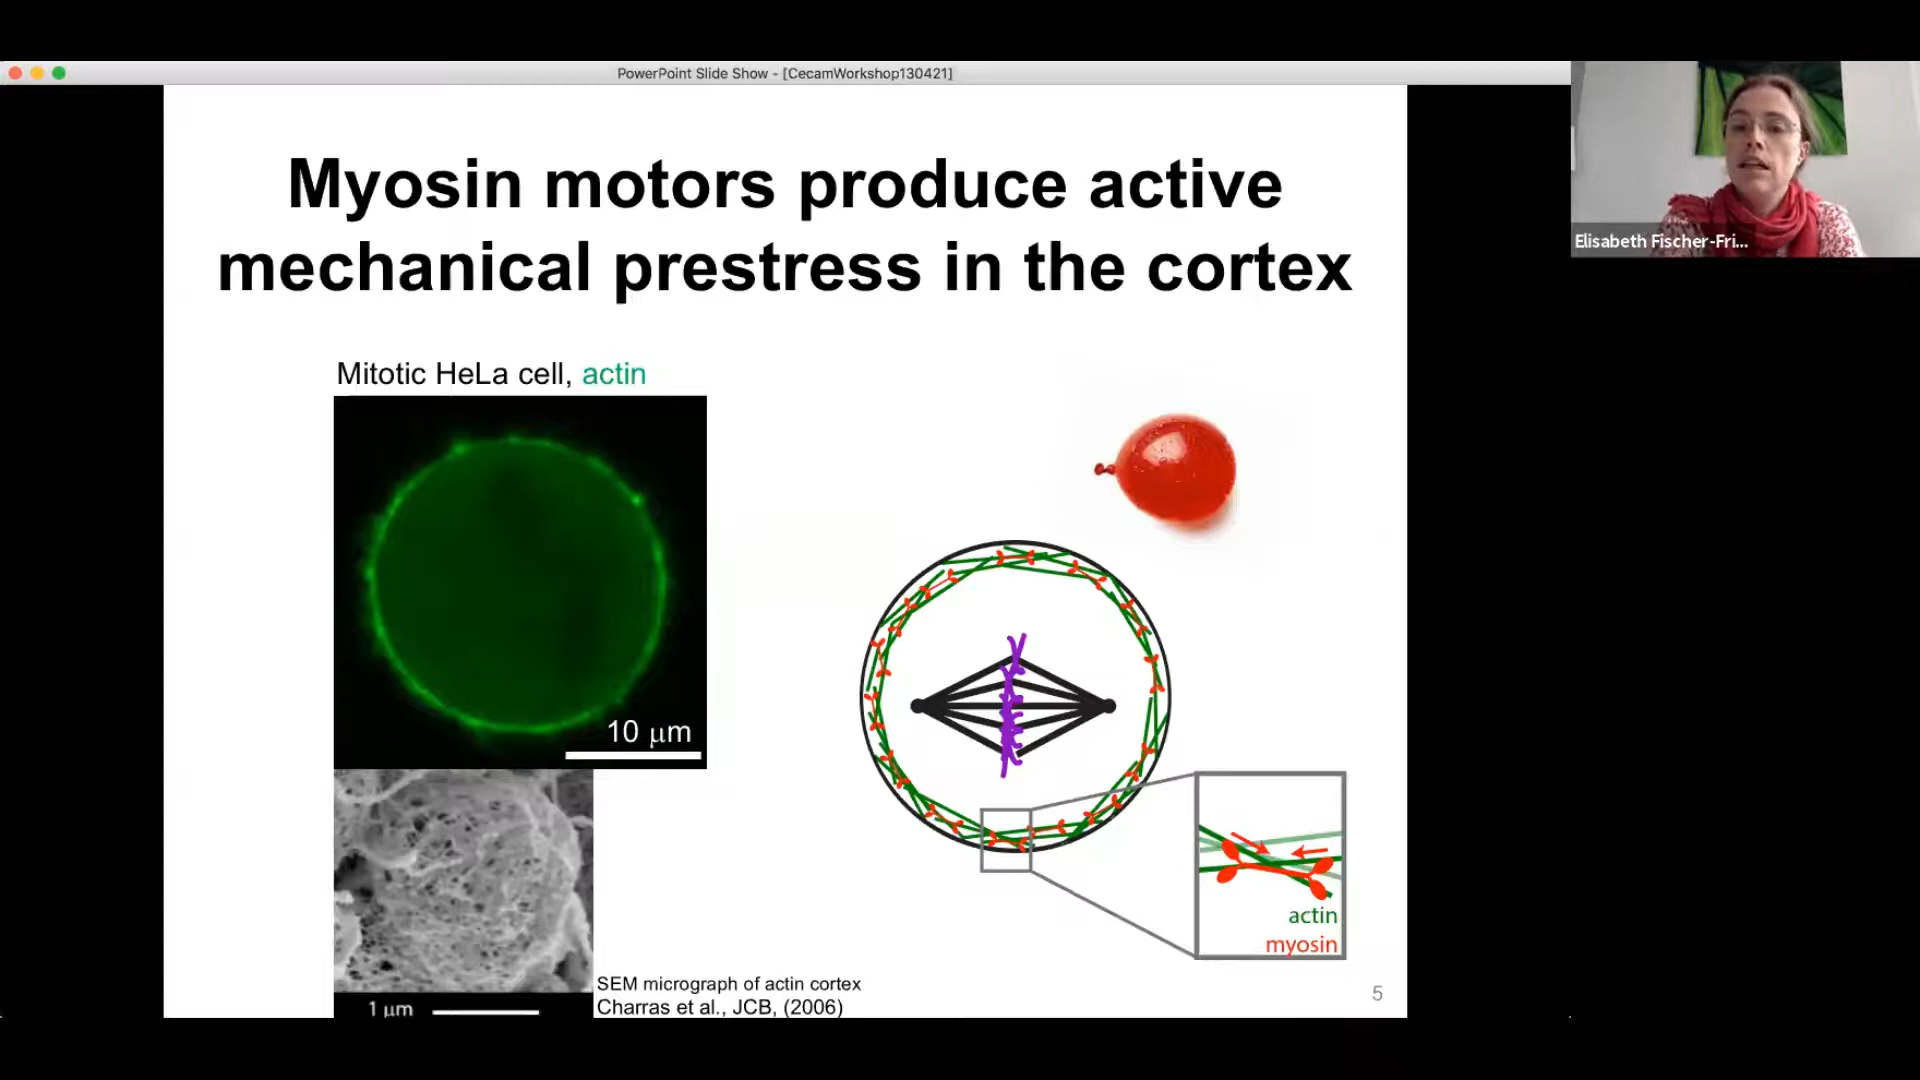 PowerPoint Slide Show - [CecamWorkshop130421]
Elisabeth Fischer-Fri...
Myosin motors produce active
mechanical prestress in the cortex
Mitotic HeLa cell, actin
10 μm
actin
myosin
SEM micrograph of actin cortex
Charras et al., JCB, (2006)
1 μm
5